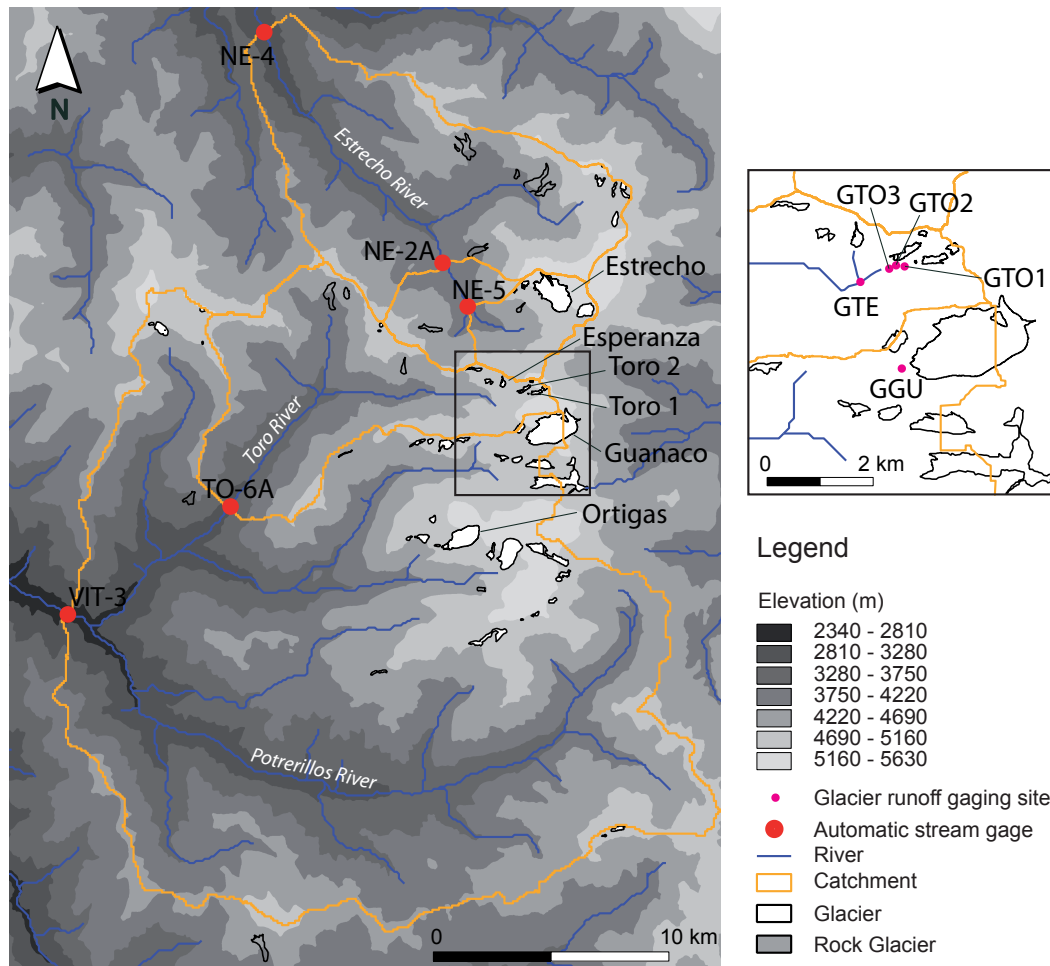 N
NE-4
Estrecho River
NE-2A
NE-5
Estrecho
Esperanza
Toro 2
Toro 1
Guanaco
Toro River
TO-6A
Ortigas
VIT-3
Potrerillos River
0 10 km
GTO3
GTO2
GTO1
GTE
GGU
0 2 km
Legend
Elevation (m)
2340 - 2810
2810 - 3280
3280 - 3750
3750 - 4220
4220 - 4690
4690 - 5160
5160 - 5630
Glacier runoff gaging site
Automatic stream gage
River
Catchment
Glacier
Rock Glacier